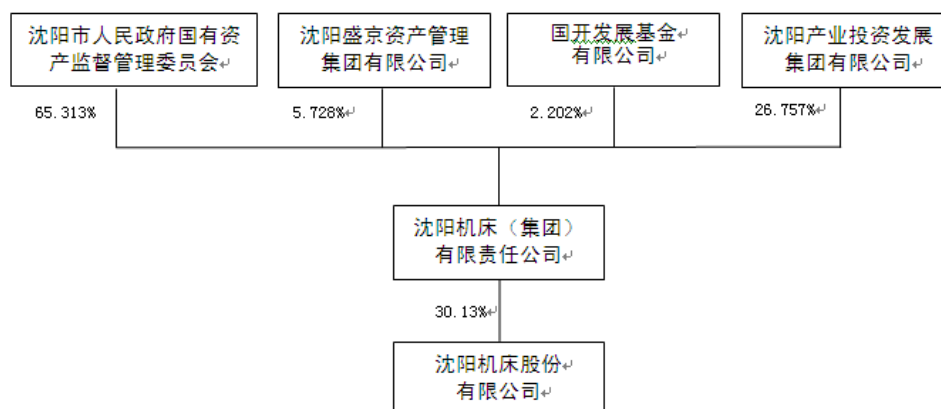 沈阳市人民政府国有资
产监督管理委员会
沈阳盛京资产管理
集团有限公司
国开发展基金
有限公司
沈阳产业投资发展
集团有限公司
65.313%
5.728%
2.202%
26.757%
沈阳机床（集团）
有限责任公司
30.13%
沈阳机床股份
有限公司